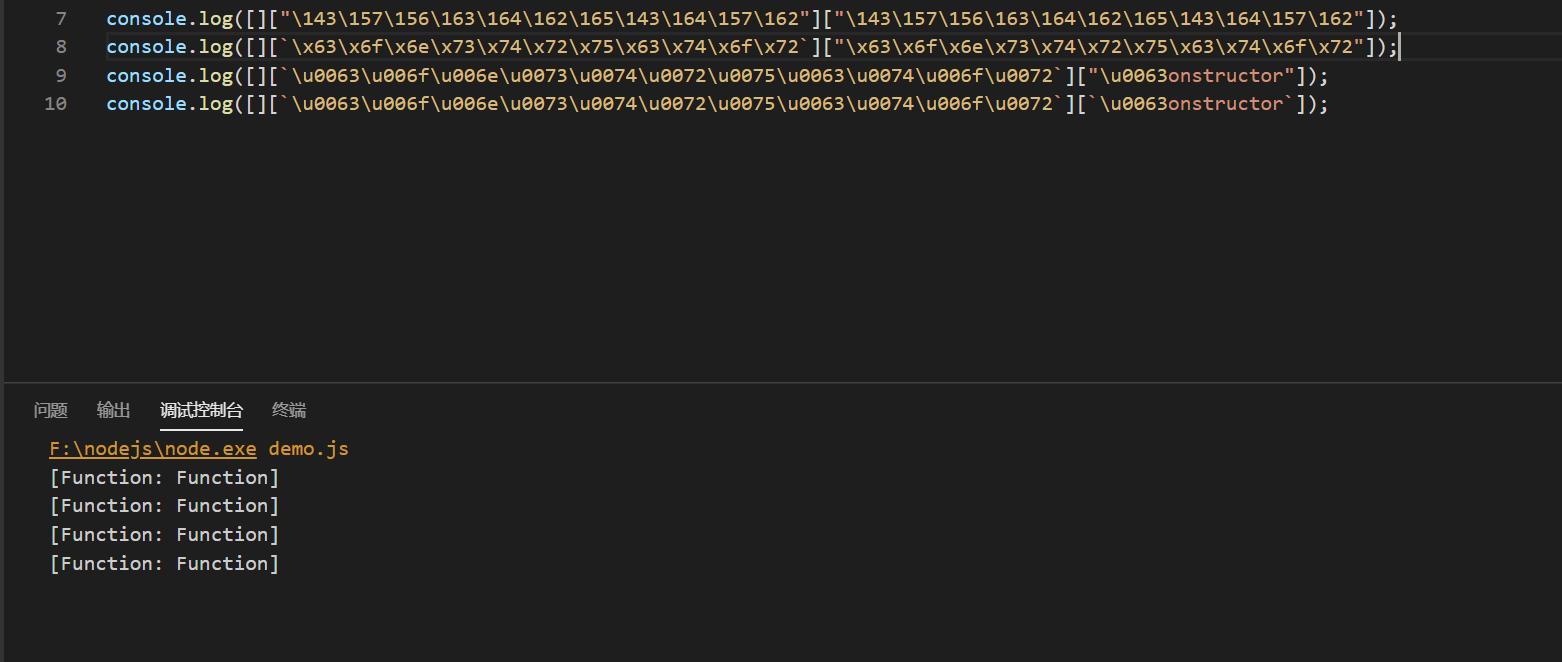 7 console.log([]["\143\157\156\163\164\162\165\143\164\157\162"]["\143\157\156\163\164\162\165\143\164\157\162"]);
8 console.log([][`\x63\x6f\x6e\x73\x74\x72\x75\x63\x74\x6f\x72`]["\x63\x6f\x6e\x73\x74\x72\x75\x63\x74\x6f\x72"]);
9 console.log([][`\u0063\u006f\u006e\u0073\u0074\u0072\u0075\u0063\u0074\u006f\u0072`]["\u0063onstructor"]);
10 console.log([][`\u0063\u006f\u006e\u0073\u0074\u0072\u0075\u0063\u0074\u006f\u0072`][`\u0063onstructor`]);
问题 输出 调试控制台 终端
F:\nodejs\node.exe demo.js
[Function: Function]
[Function: Function]
[Function: Function]
[Function: Function]